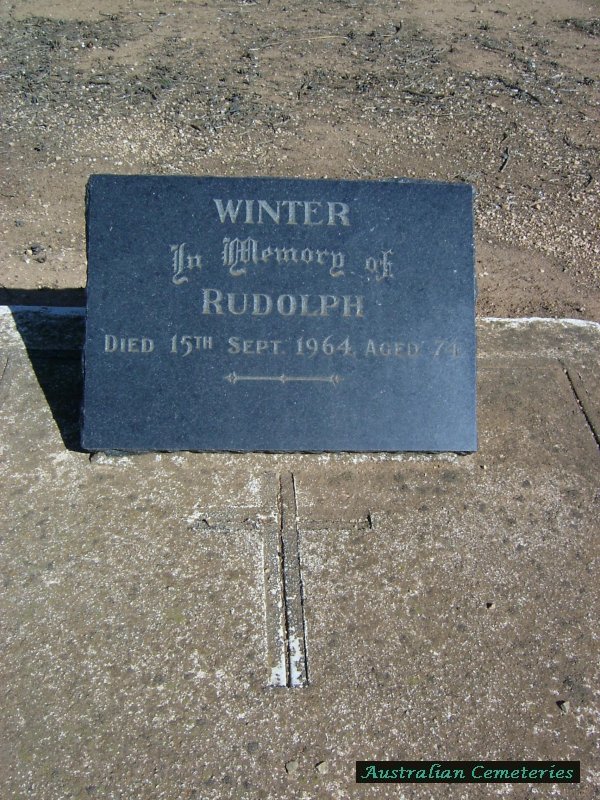 WINTER
In Memory of
RUDOLPH
DIED 15TH SEPT. 1964, AGED 74.
Australian Cemeteries